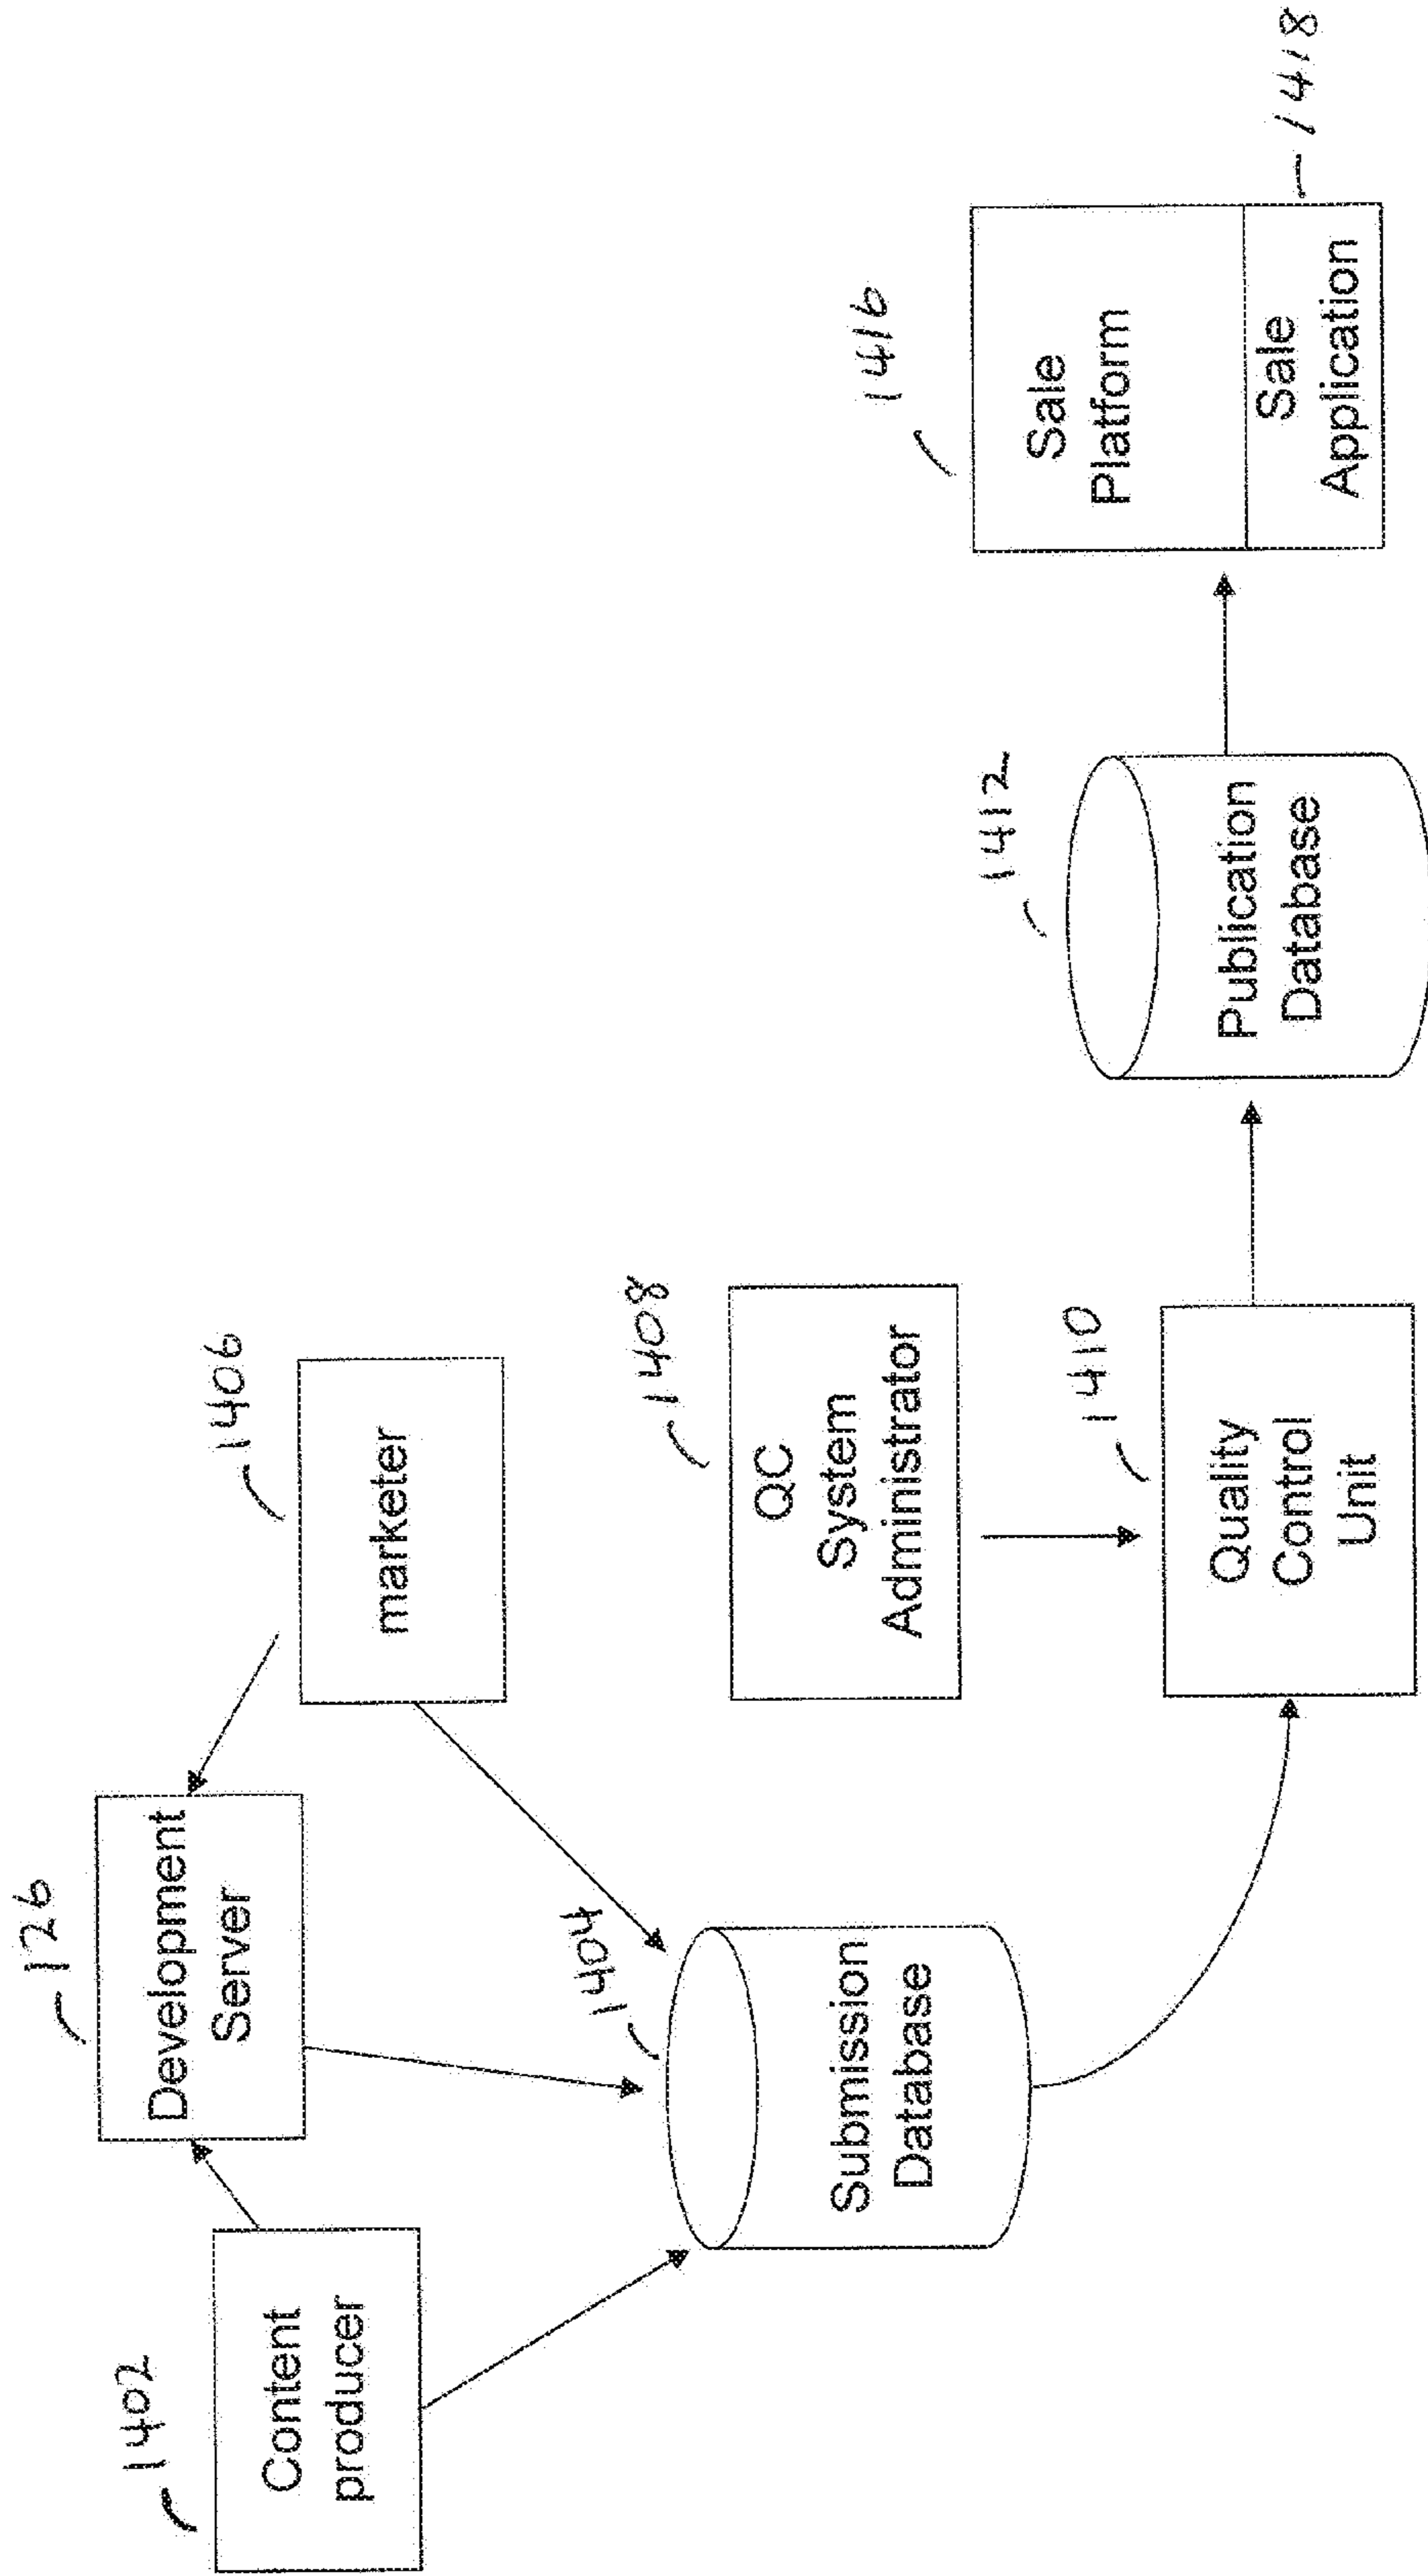 1402
Content
producer
126
Development
Server
1406
marketer
1404
Submission
Database
1408
QC
System
Administrator
1410
Quality
Control
Unit
1412
Publication
Database
1416
Sale
Platform
Sale
Application
1418